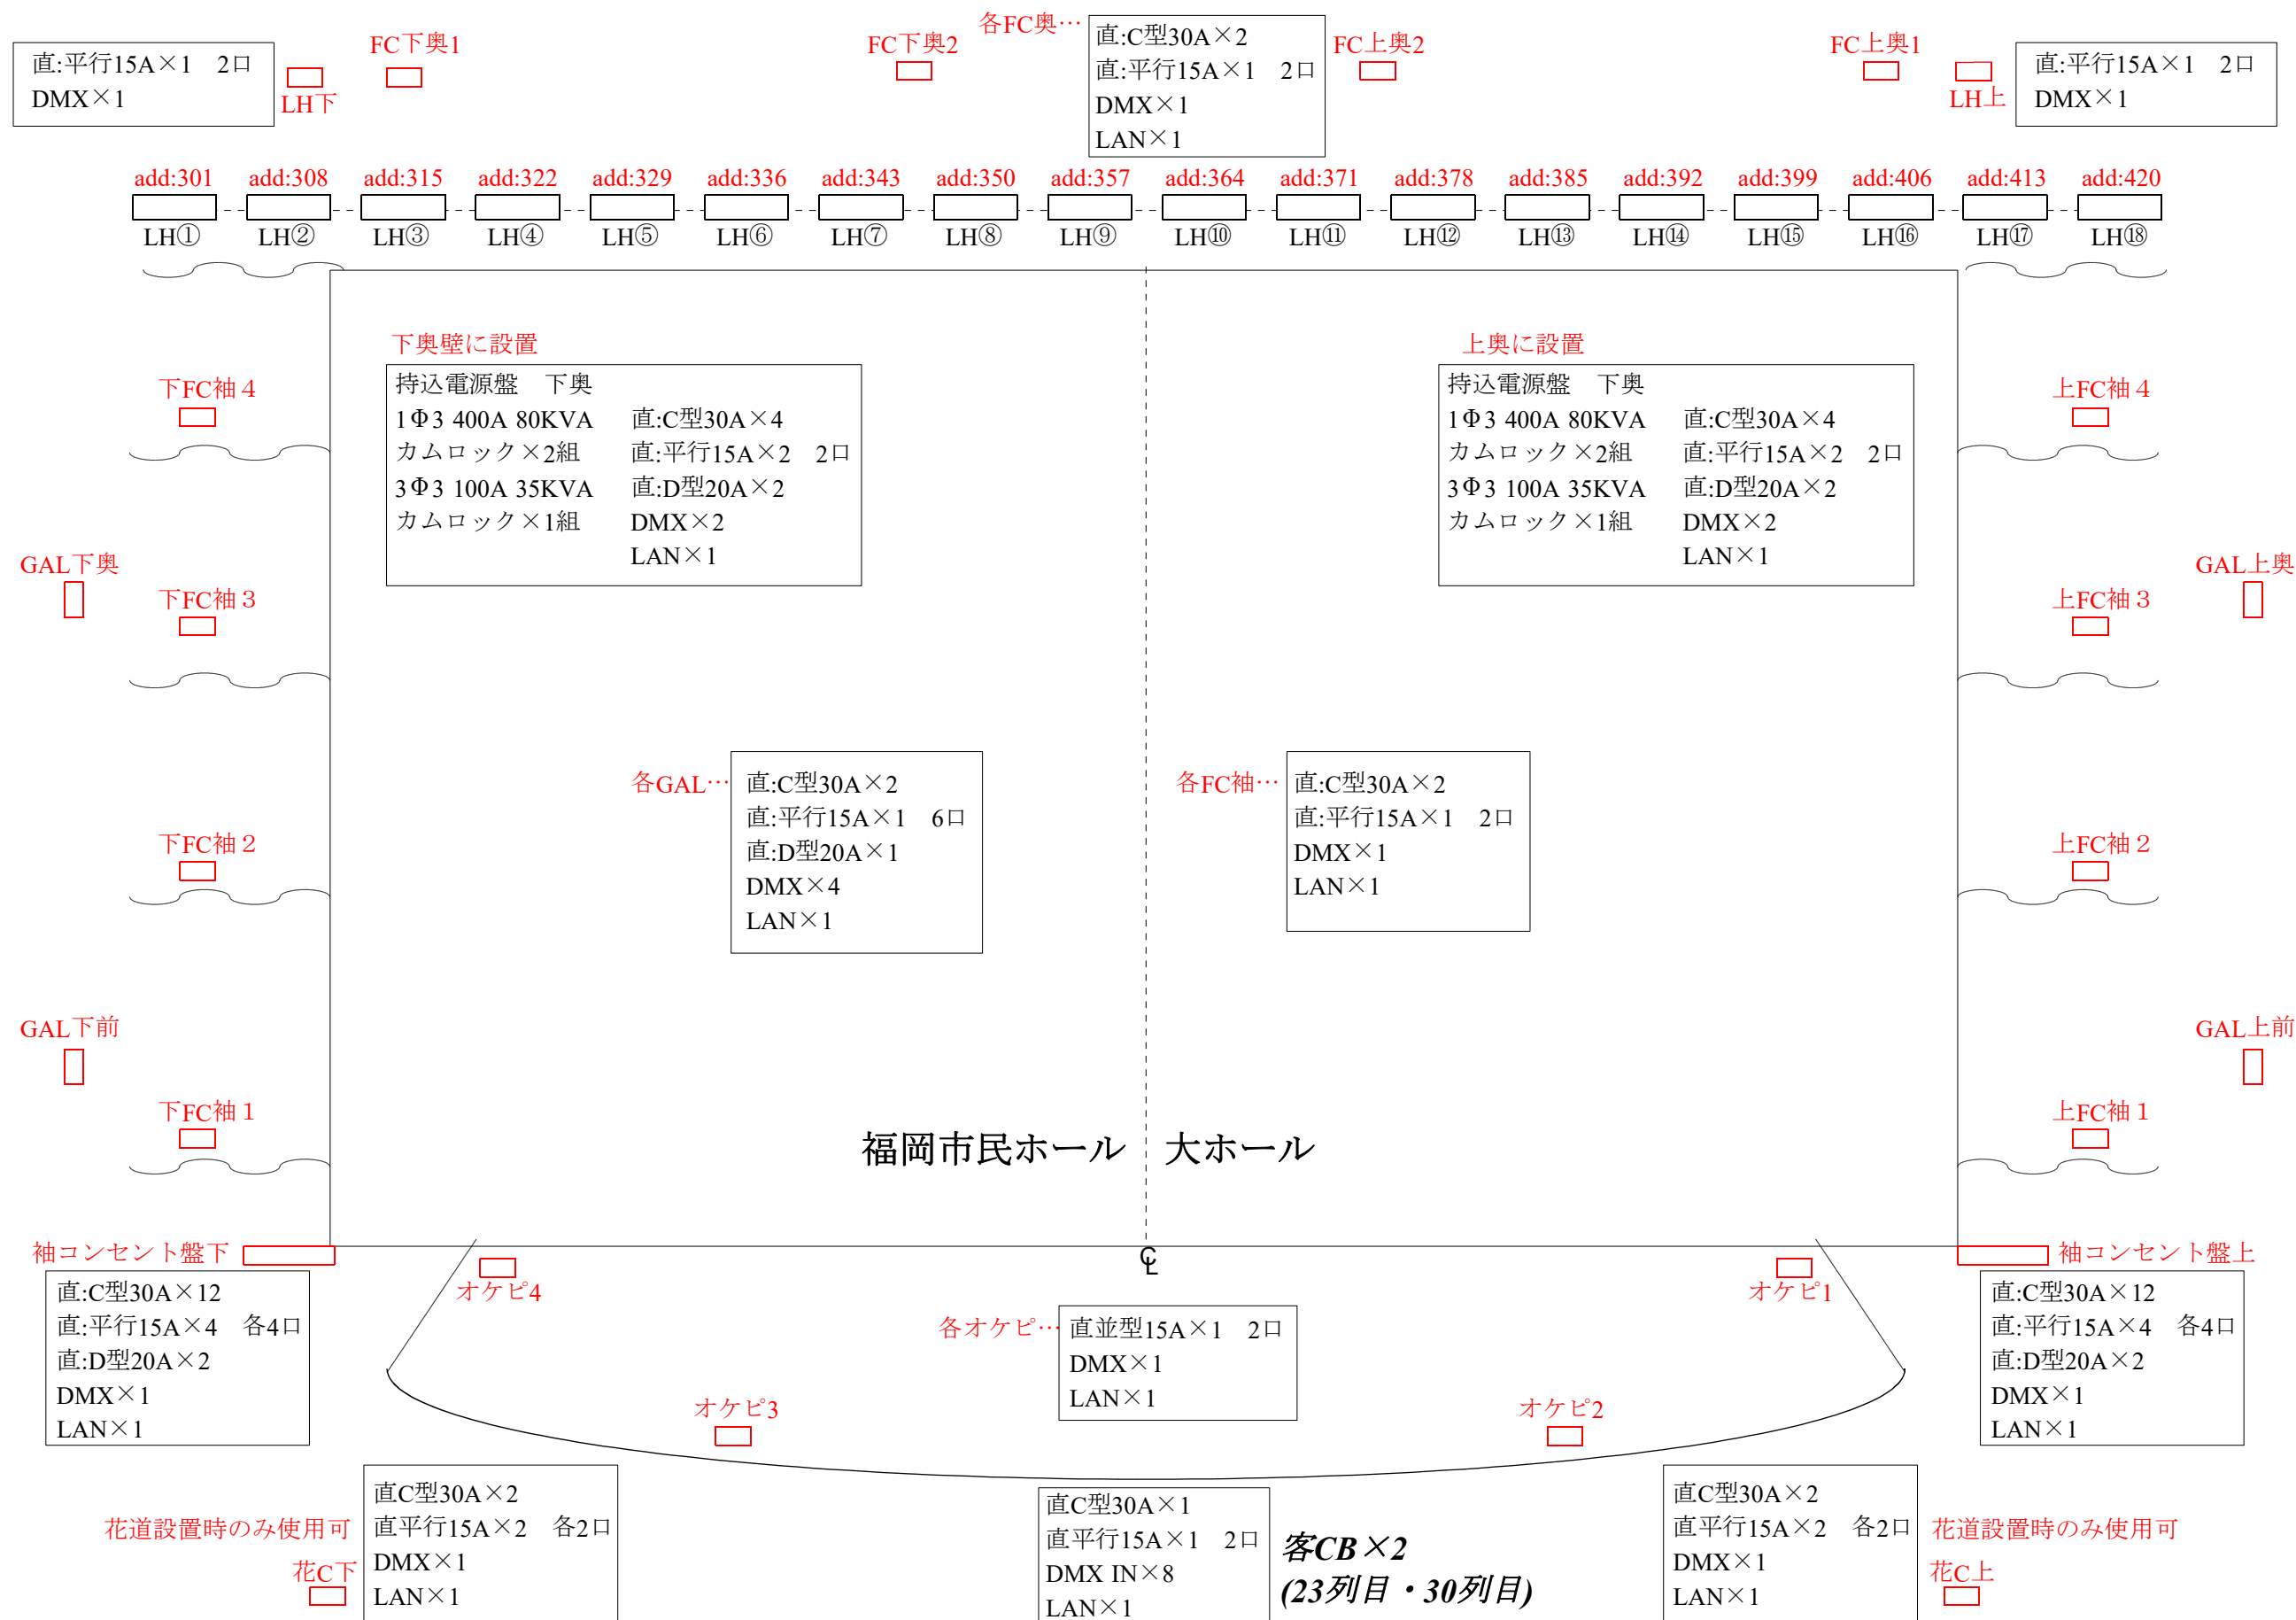 各FC奥…
直:C型30A×2
直:平行15A×1　2口
DMX×1
LAN×1
直:平行15A×1　2口
DMX×1
LH下
FC下奥1
FC下奥2
FC上奥2
FC上奥1
LH上
直:平行15A×1　2口
DMX×1
add:301
add:308
add:315
add:322
add:329
add:336
add:343
add:350
add:357
add:364
add:371
add:378
add:385
add:392
add:399
add:406
add:413
add:420
LH①
LH②
LH③
LH④
LH⑤
LH⑥
LH⑦
LH⑧
LH⑨
LH⑩
LH⑪
LH⑫
LH⑬
LH⑭
LH⑮
LH⑯
LH⑰
LH⑱
下奥壁に設置
持込電源盤　下奥
1Φ3 400A 80KVA
カムロック×2組
3Φ3 100A 35KVA
カムロック×1組
直:C型30A×4
直:平行15A×2　2口
直:D型20A×2
DMX×2
LAN×1
上奥に設置
持込電源盤　下奥
1Φ3 400A 80KVA
カムロック×2組
3Φ3 100A 35KVA
カムロック×1組
直:C型30A×4
直:平行15A×2　2口
直:D型20A×2
DMX×2
LAN×1
下FC袖４
上FC袖４
GAL下奥
下FC袖３
上FC袖３
GAL上奥
各GAL…
直:C型30A×2
直:平行15A×1　6口
直:D型20A×1
DMX×4
LAN×1
各FC袖…
直:C型30A×2
直:平行15A×1　2口
DMX×1
LAN×1
下FC袖２
上FC袖２
GAL下前
GAL上前
下FC袖１
上FC袖１
福岡市民ホール　大ホール
袖コンセント盤下
直:C型30A×12
直:平行15A×4　各4口
直:D型20A×2
DMX×1
LAN×1
オケピ4
℄
オケピ1
袖コンセント盤上
直:C型30A×12
直:平行15A×4　各4口
直:D型20A×2
DMX×1
LAN×1
各オケピ…
直並型15A×1　2口
DMX×1
LAN×1
オケピ3
オケピ2
花道設置時のみ使用可
花C下
直C型30A×2
直平行15A×2　各2口
DMX×1
LAN×1
直C型30A×1
直平行15A×1　2口
DMX IN×8
LAN×1
客CB×2
(23列目・30列目)
直C型30A×2
直平行15A×2　各2口
DMX×1
LAN×1
花道設置時のみ使用可
花C上